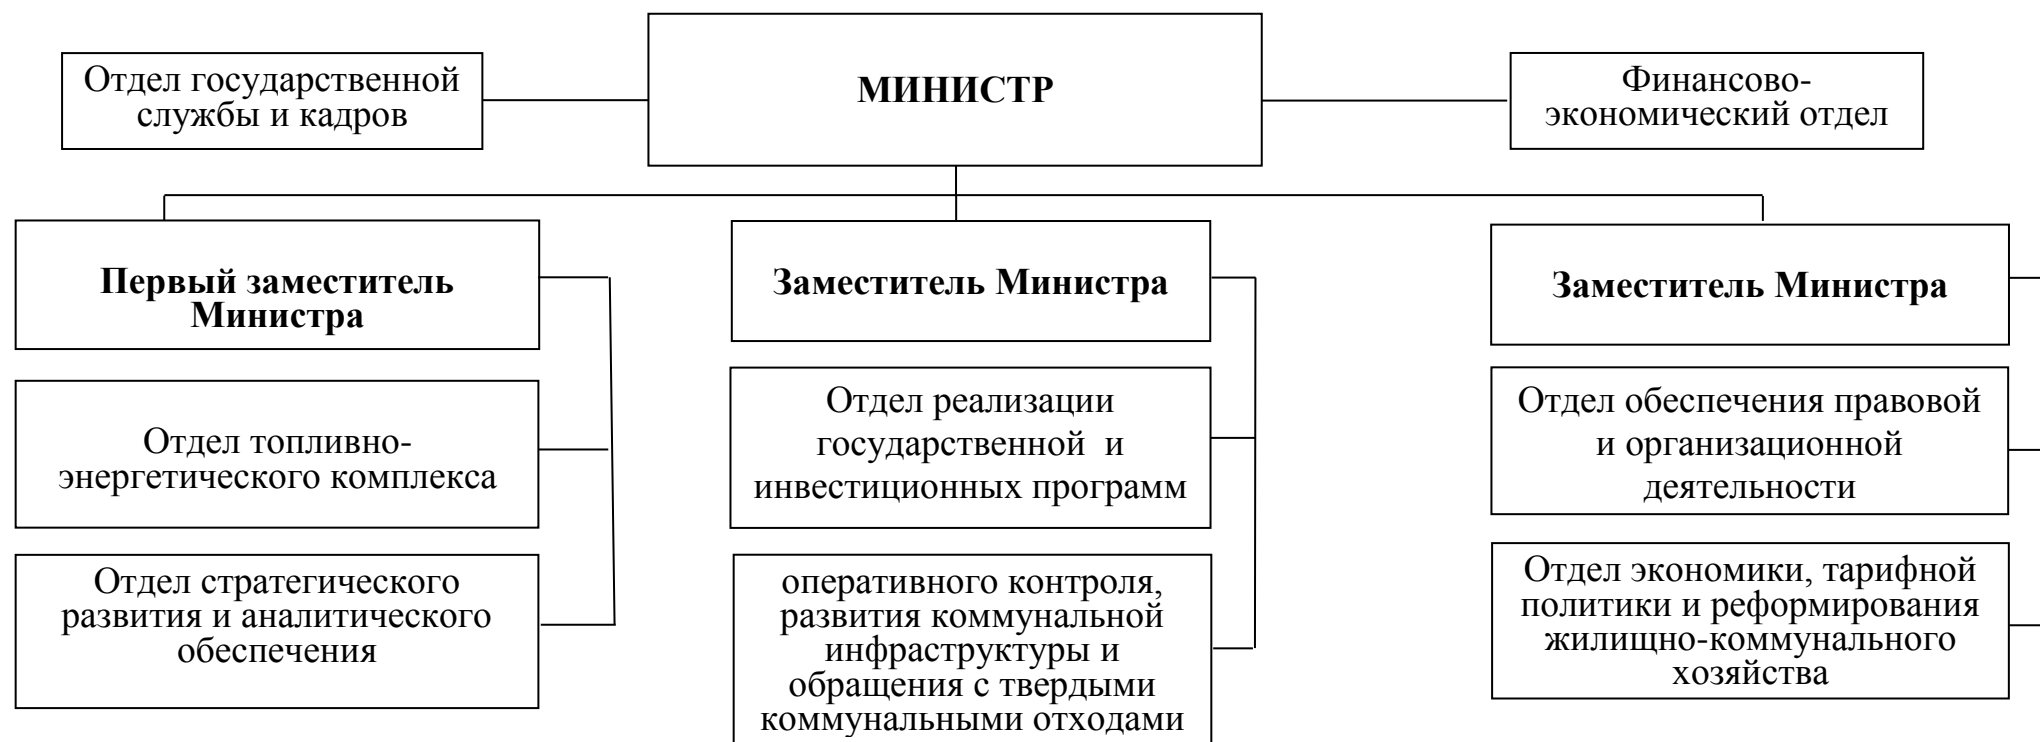 Отдел государственной
службы и кадров
МИНИСТР
Финансово-
экономический отдел
Первый заместитель
Министра
Заместитель Министра
Заместитель Министра
Отдел топливно-
энергетического комплекса
Отдел реализации
государственной и
инвестиционных программ
Отдел обеспечения правовой
и организационной
деятельности
Отдел стратегического
развития и аналитического
обеспечения
оперативного контроля,
развития коммунальной
инфраструктуры и
обращения с твердыми
коммунальными отходами
Отдел экономики, тарифной
политики и реформирования
жилищно-коммунального
хозяйства